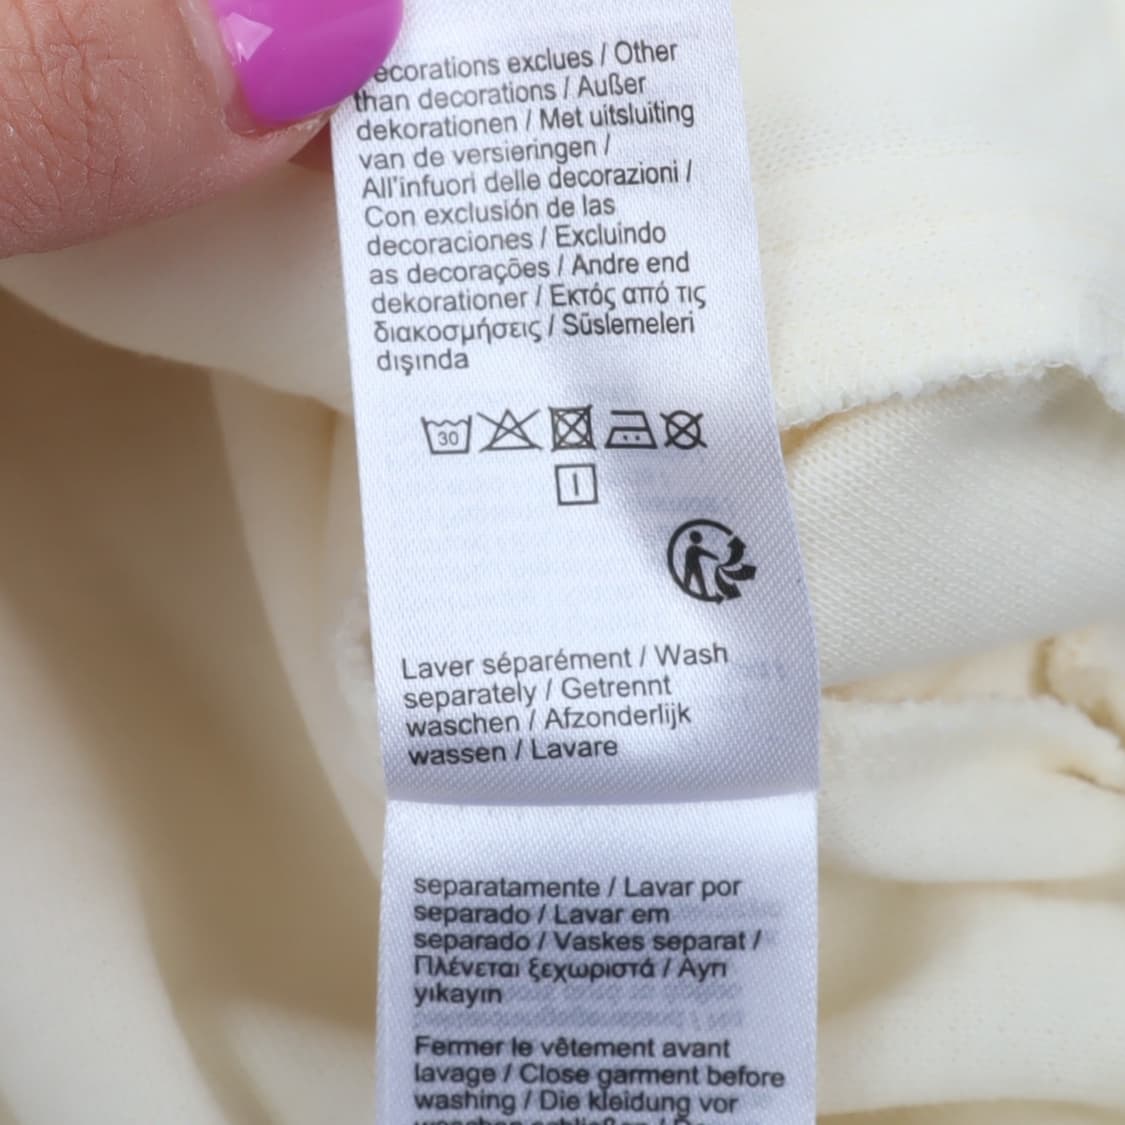 ecorations exclues / Other
than decorations / Außer
dekorationen / Met uitsluiting
van de versieringen /
All'infuori delle decorazioni /
Con exclusión de las
decoraciones / Excluindo
as decorações / Andre end
dekorationer / Εκτός από τις
διακοσμήσεις / Süslemeleri
dışında
30
Laver séparément / Wash
separately / Getrennt
waschen / Afzonderlijk
wassen / Lavare
separatamente / Lavar por
separado / Lavar em
separado / Vaskes separat /
Πλένεται ξεχωριστά / Ayrı
yıkayın
Fermer le vêtement avant
lavage / Close garment before
washing / Die kleidung vor